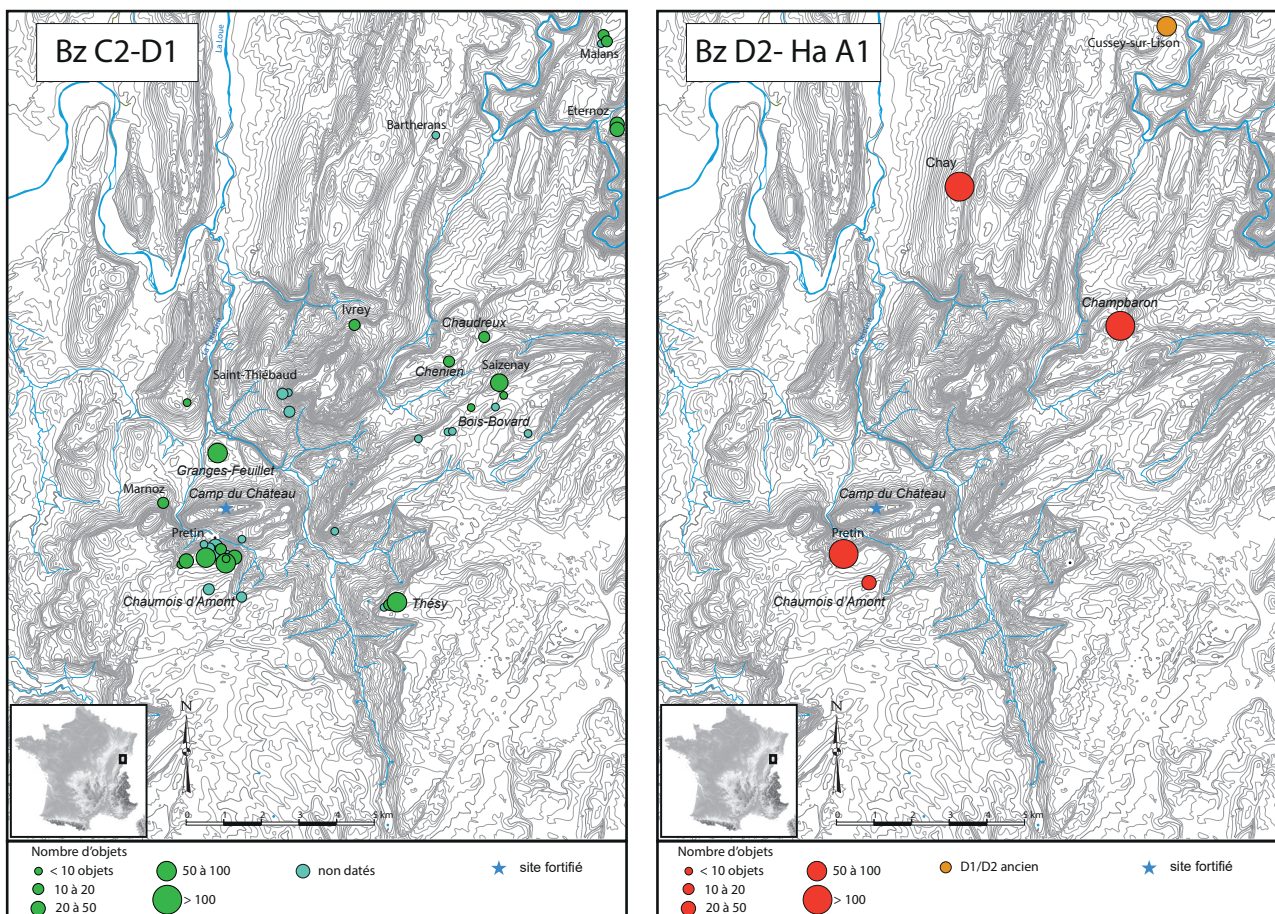 Bz C2-D1
La Loue
Malans
Eternoz
Bartherans
Ivrey
Chaudreux
Chenien
Saizenay
Saint-Thiébaud
Bois-Bovard
Granges-Feuillet
Marnoz
Camp du Château
Pretin
Chaumois d'Amont
Thésy
N
0 1 2 3 4 5 km
Nombre d'objets
< 10 objets
10 à 20
20 à 50
50 à 100
> 100
non datés
site fortifié
Bz D2- Ha A1
Cussey-sur-Lison
Chay
Champbaron
Camp du Château
Pretin
Chaumois d'Amont
N
0 1 2 3 4 5 km
Nombre d'objets
< 10 objets
10 à 20
20 à 50
50 à 100
> 100
D1/D2 ancien
site fortifié